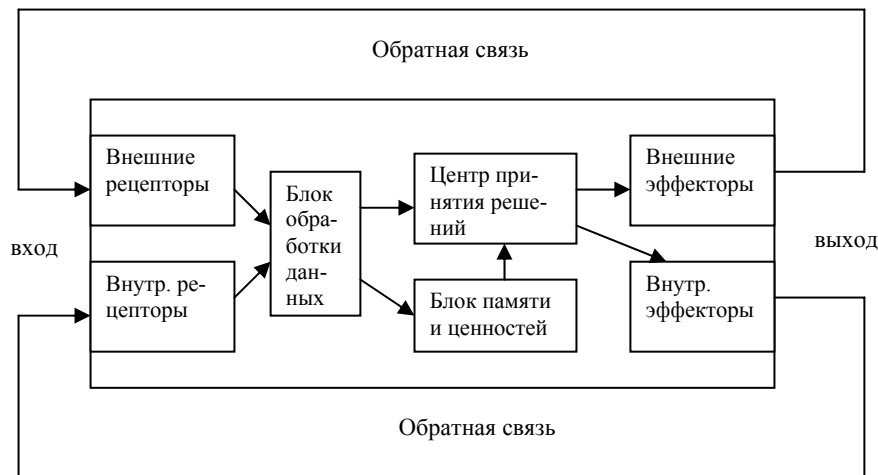 Обратная связь
Внешние
рецепторы
Блок
обра-
ботки
дан-
ных
Центр при-
нятия реше-
ний
Внешние
эффекторы
вход
выход
Внутр. ре-
цепторы
Блок памяти
и ценностей
Внутр.
эффекторы
Обратная связь